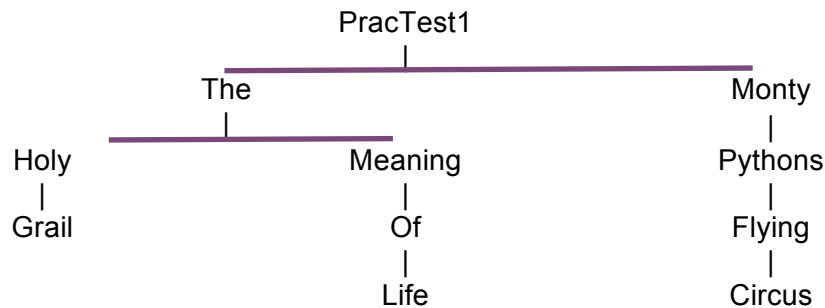 PracTest1
The Monty
Holy Meaning Pythons
Grail Of Flying
Life Circus